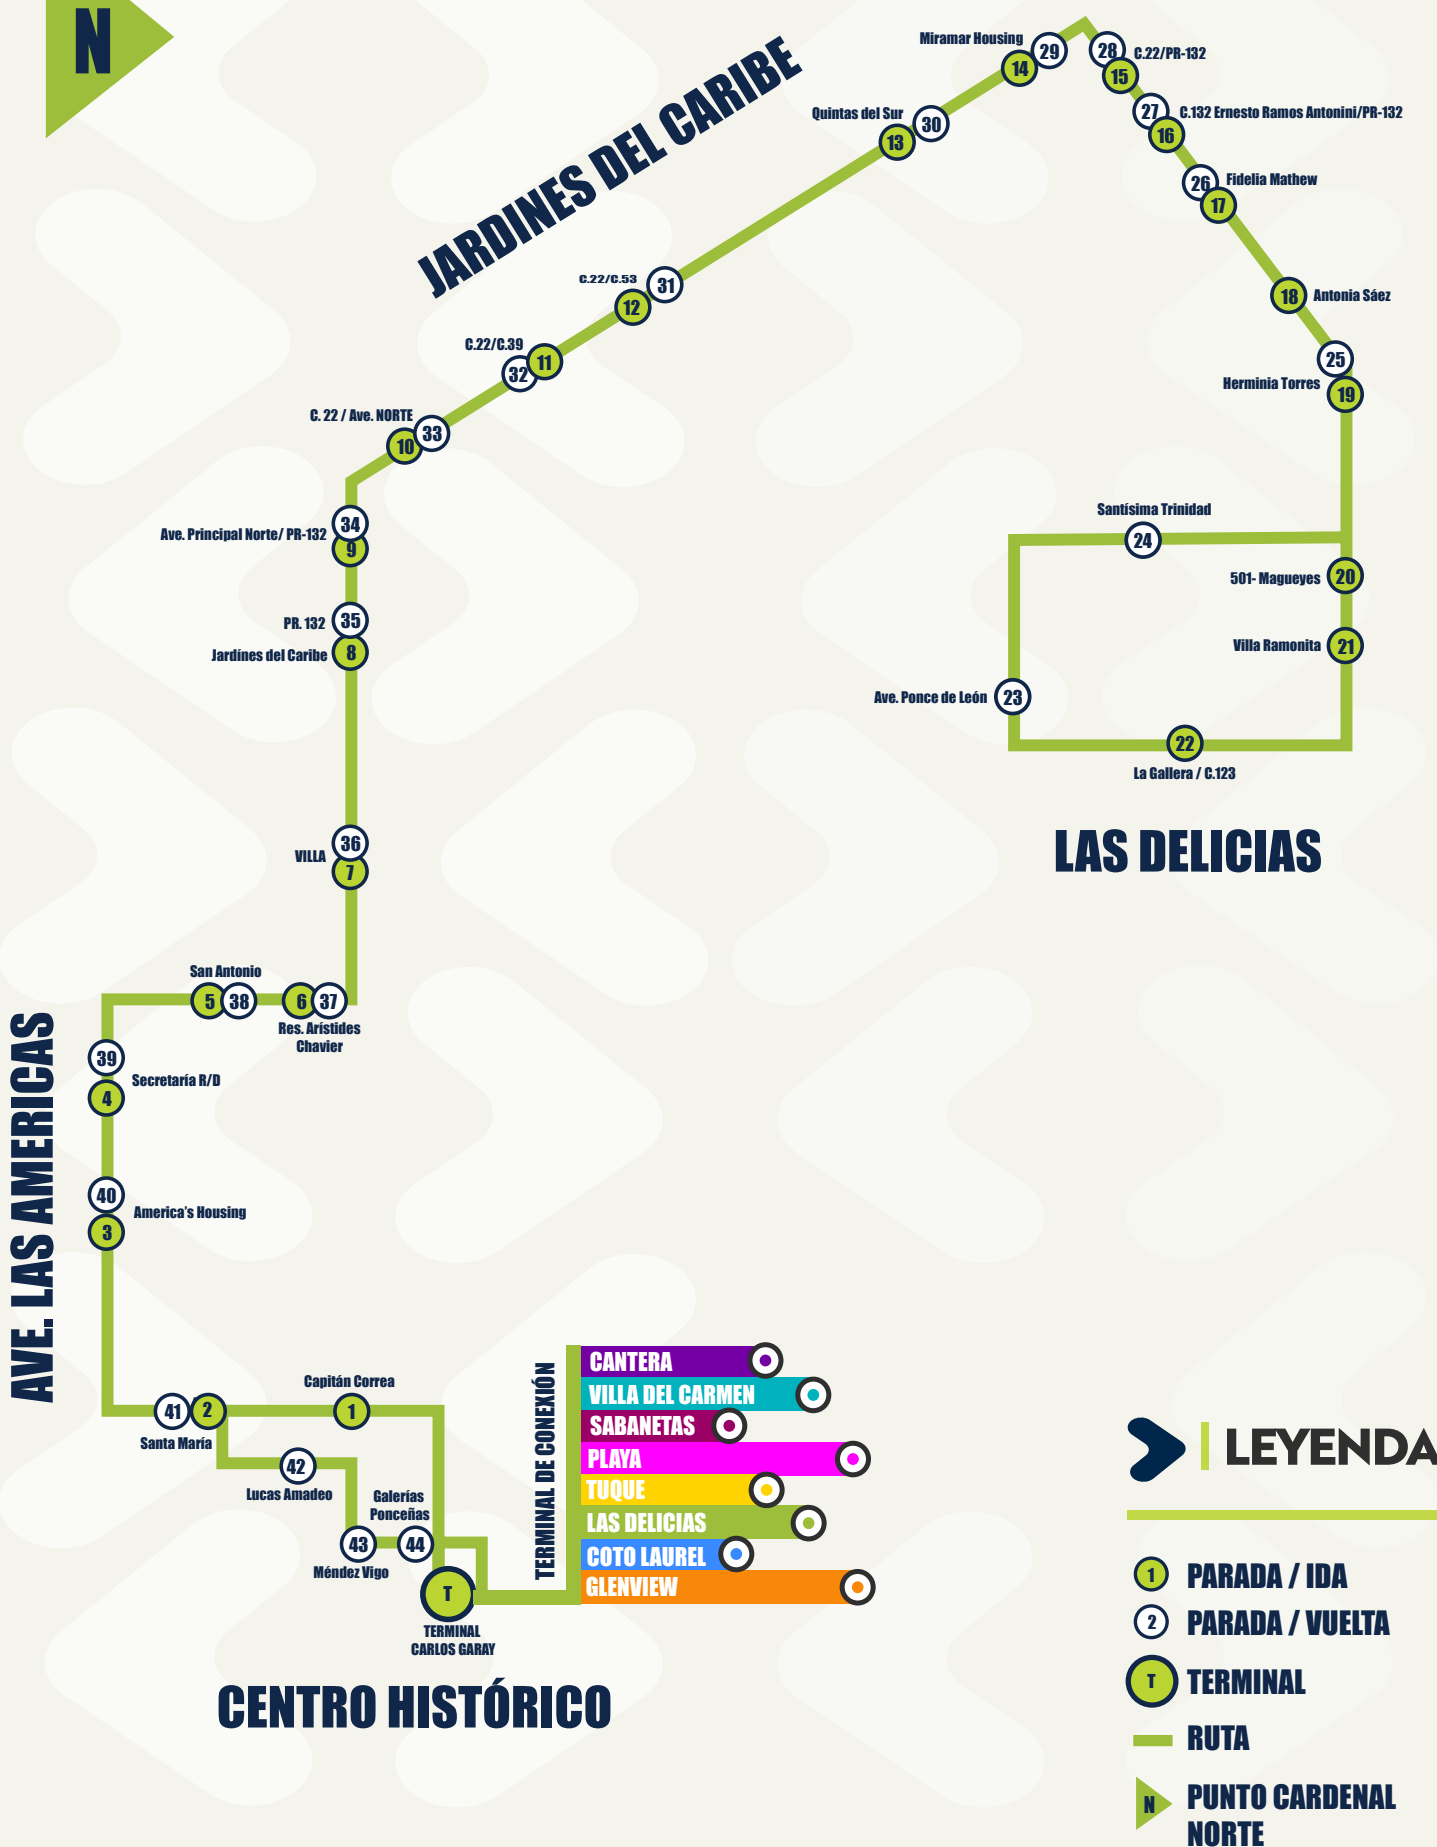 N
JARDINES DEL CARIBE
Miramar Housing
14
29
28
C.22/PR-132
15
Quintas del Sur
13
30
27
C.132 Ernesto Ramos Antonini/PR-132
16
26
Fidelia Mathew
17
C.22/C.53
12
31
18
Antonia Sáez
C.22/C.39
32
11
25
Herminia Torres
19
C. 22 / Ave. NORTE
10
33
Ave. Principal Norte/ PR-132
34
9
Santísima Trinidad
24
501- Magueyes
20
PR. 132
35
Jardínes del Caribe
8
Villa Ramonita
21
Ave. Ponce de León
23
22
La Gallera / C.123
LAS DELICIAS
VILLA
36
7
San Antonio
5
38
6
37
Res. Arístides
Chavier
AVE. LAS AMERICAS
39
Secretaría R/D
4
40
America's Housing
3
Capitán Correa
41
2
1
Santa María
42
Lucas Amadeo
Galerías
Ponceñas
43
44
Méndez Vigo
T
TERMINAL
CARLOS GARAY
CENTRO HISTÓRICO
TERMINAL DE CONEXIÓN
CANTERA
VILLA DEL CARMEN
SABANETAS
PLAYA
TUQUE
LAS DELICIAS
COTO LAUREL
GLENVIEW
LEYENDA
1
PARADA / IDA
2
PARADA / VUELTA
T
TERMINAL
RUTA
N
PUNTO CARDENAL
NORTE